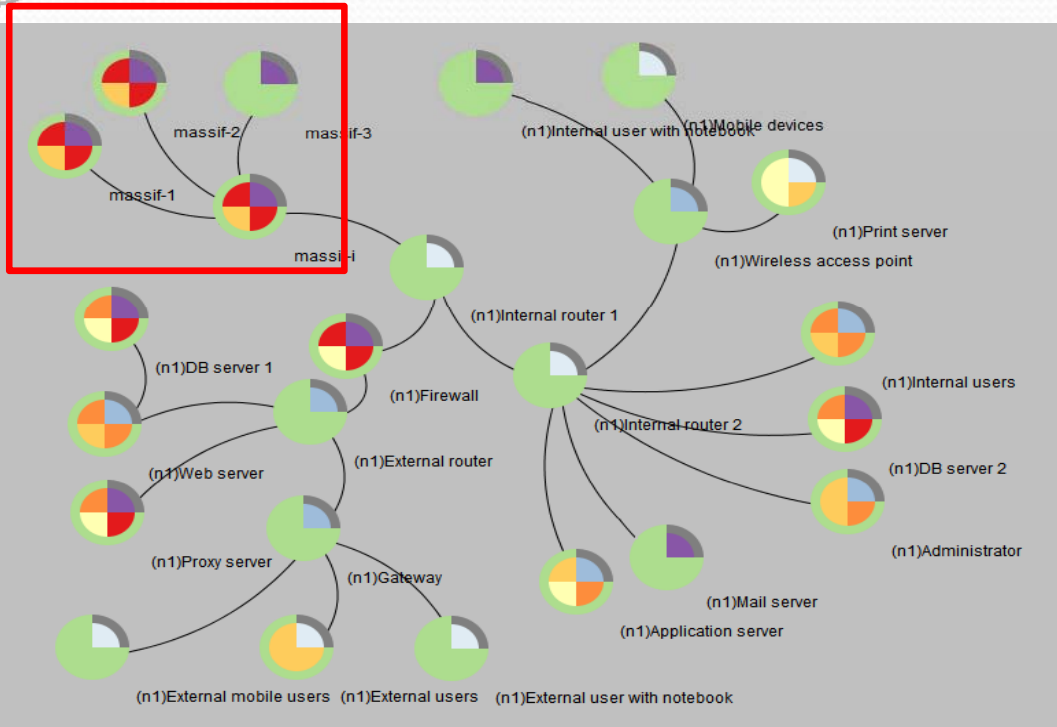 massif-2
massif-3
massif-1
massif-i
(n1)Internal user with notebook
(n1)Mobile devices
(n1)Print server
(n1)Wireless access point
(n1)Internal router 1
(n1)DB server 1
(n1)Firewall
(n1)Internal users
(n1)Internal router 2
(n1)External router
(n1)Web server
(n1)DB server 2
(n1)Administrator
(n1)Proxy server
(n1)Gateway
(n1)Mail server
(n1)Application server
(n1)External mobile users
(n1)External users
(n1)External user with notebook